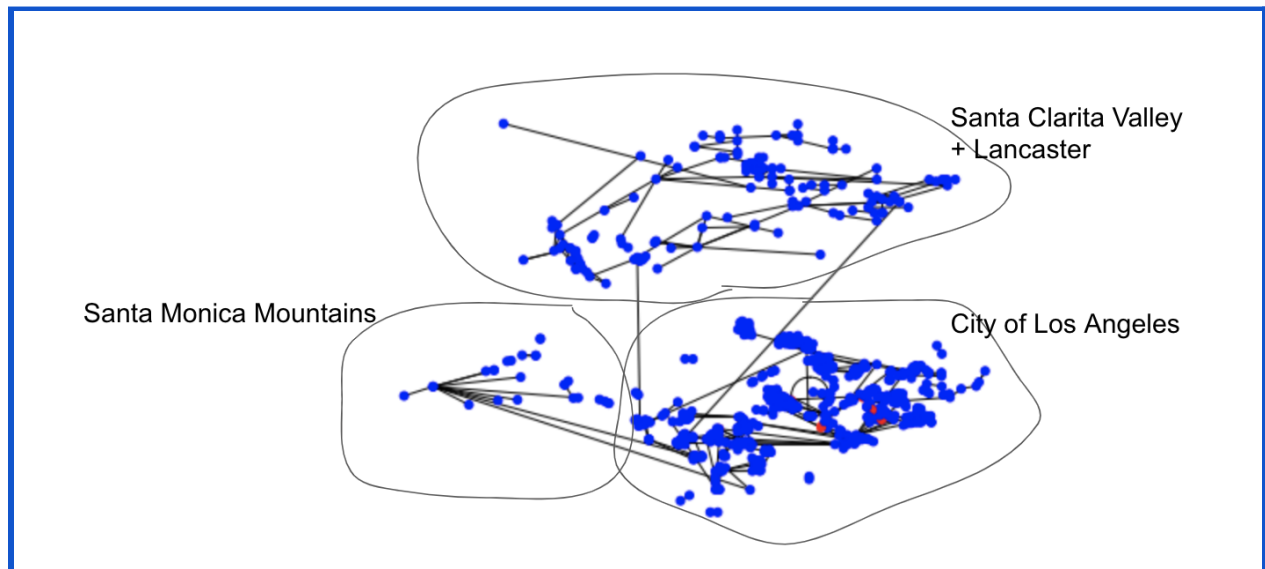 Santa Clarita Valley
+ Lancaster
Santa Monica Mountains
City of Los Angeles